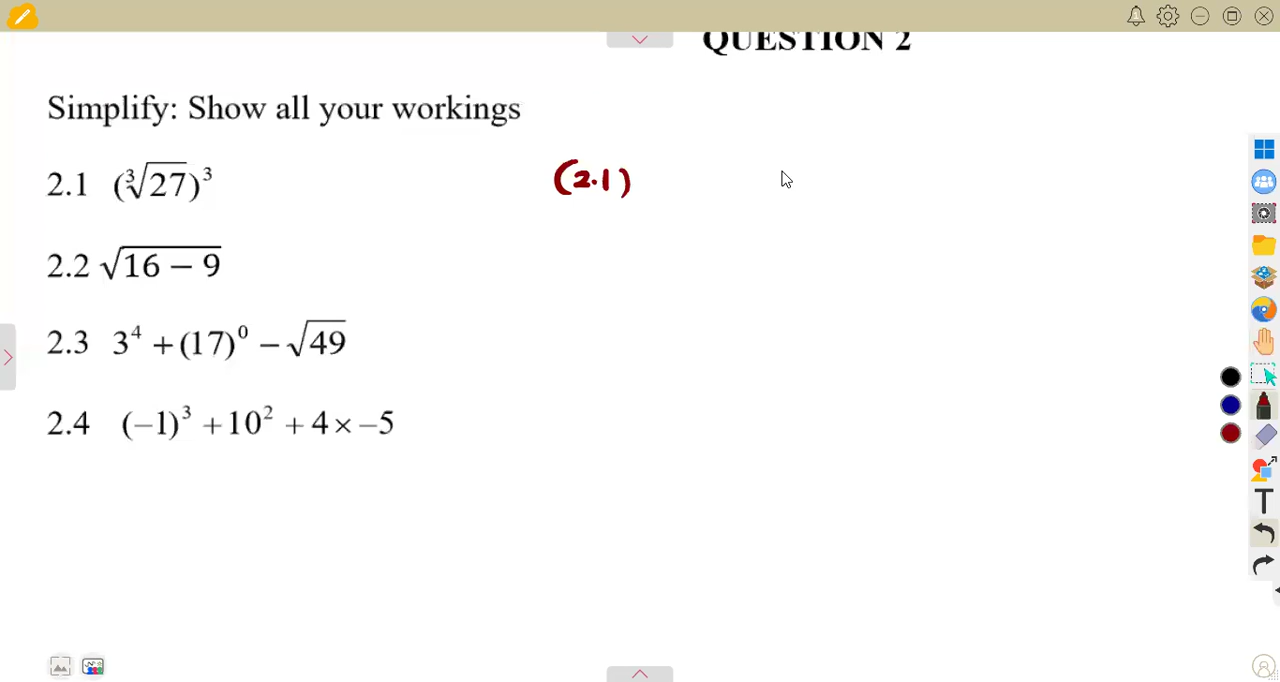 QUESTION 2
Simplify: Show all your workings
2.1 (∛27)³
(2.1)
2.2 √(16 − 9)
2.3 3⁴ + (17)⁰ − √49
2.4 (−1)³ + 10² + 4 × −5
T